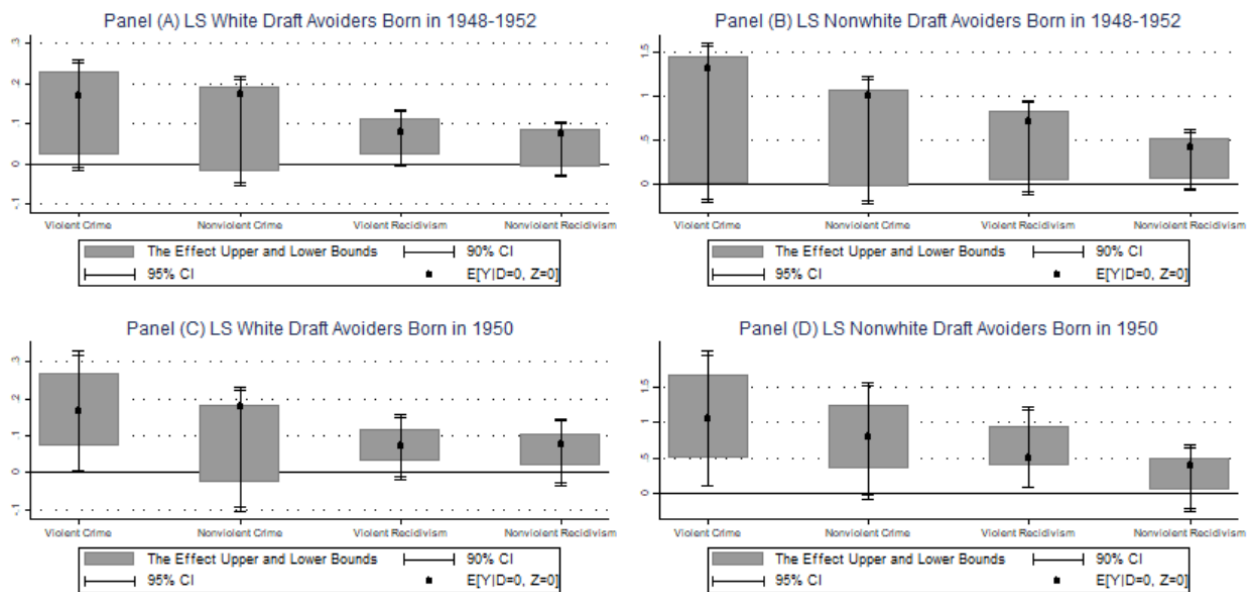 Panel (A) LS White Draft Avoiders Born in 1948-1952
.3
.2
.1
0
-.1
Violent Crime Nonviolent Crime Violent Recidivism Nonviolent Recidivism
The Effect Upper and Lower Bounds 90% CI
95% CI E[Y|D=0, Z=0]
Panel (B) LS Nonwhite Draft Avoiders Born in 1948-1952
1.5
1
.5
0
Violent Crime Nonviolent Crime Violent Recidivism Nonviolent Recidivism
The Effect Upper and Lower Bounds 90% CI
95% CI E[Y|D=0, Z=0]
Panel (C) LS White Draft Avoiders Born in 1950
.3
.2
.1
0
-.1
Violent Crime Nonviolent Crime Violent Recidivism Nonviolent Recidivism
The Effect Upper and Lower Bounds 90% CI
95% CI E[Y|D=0, Z=0]
Panel (D) LS Nonwhite Draft Avoiders Born in 1950
1.5
1
.5
0
Violent Crime Nonviolent Crime Violent Recidivism Nonviolent Recidivism
The Effect Upper and Lower Bounds 90% CI
95% CI E[Y|D=0, Z=0]